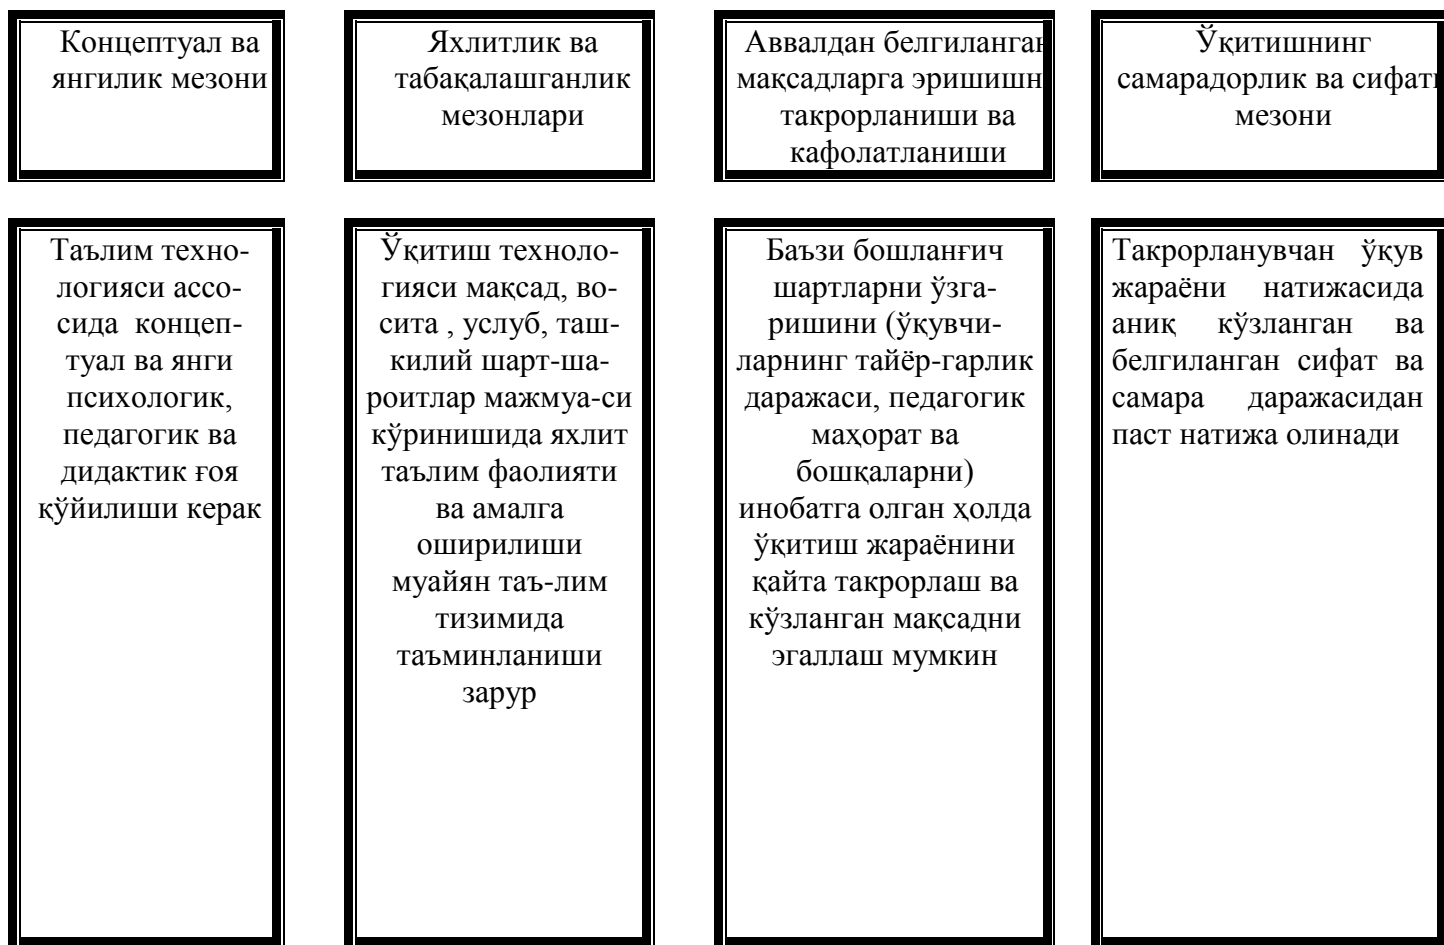 Концептуал ва
янгилик мезони
Яхлитлик ва
табақалашганлик
мезонлари
Аввалдан белгиланган
мақсадларга эришишн
такрорланиши ва
кафолатланиши
Ўқитишнинг
самарадорлик ва сифати
мезони
Таълим техно-
логияси ассо-
сида концеп-
туал ва янги
психологик,
педагогик ва
дидактик ғоя
қўйилиши керак
Ўқитиш техноло-
гияси мақсад, во-
сита , услуб, таш-
килий шарт-ша-
роитлар мажмуа-си
кўринишида яхлит
таълим фаолияти
ва амалга
оширилиши
муайян таъ-лим
тизимида
таъминланиши
зарур
Баъзи бошланғич
шартларни ўзга-
ришини (ўқувчи-
ларнинг тайёр-гарлик
даражаси, педагогик
маҳорат ва
бошқаларни)
инобатга олган ҳолда
ўқитиш жараёнини
қайта такрорлаш ва
кўзланган мақсадни
эгаллаш мумкин
Такрорланувчан ўқув
жараёни натижасида
аниқ кўзланган ва
белгиланган сифат ва
самара даражасидан
паст натижа олинади